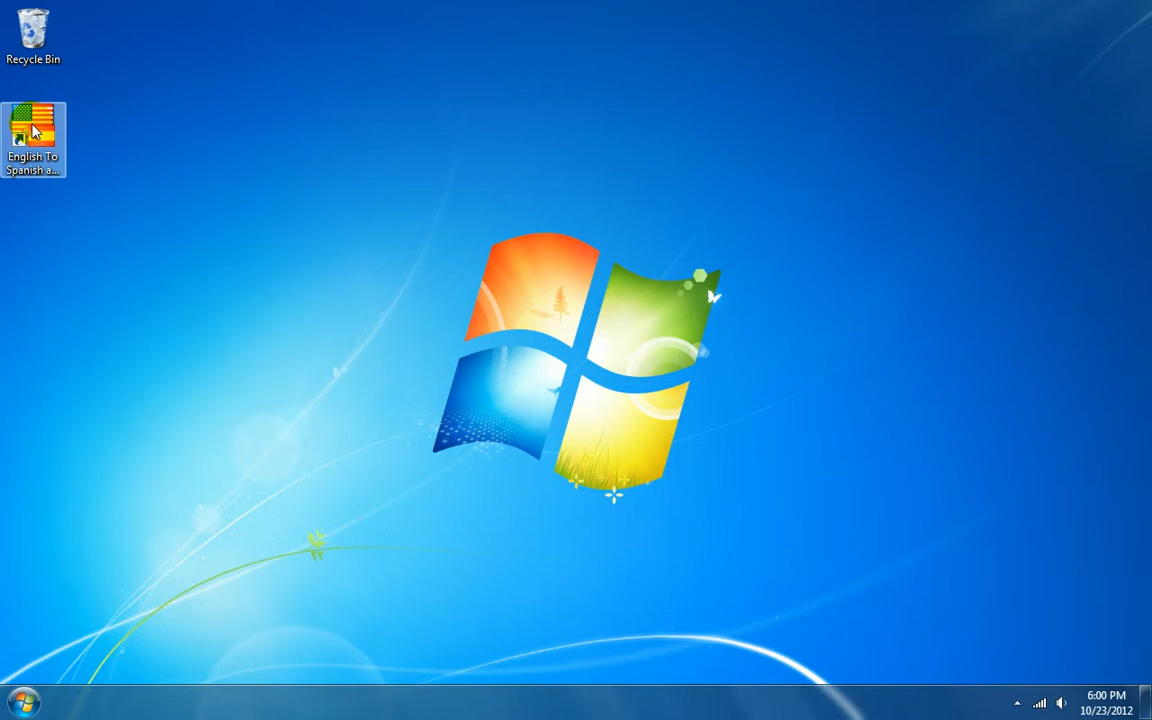 Recycle Bin
English To
Spanish a...
6:00 PM
10/23/2012